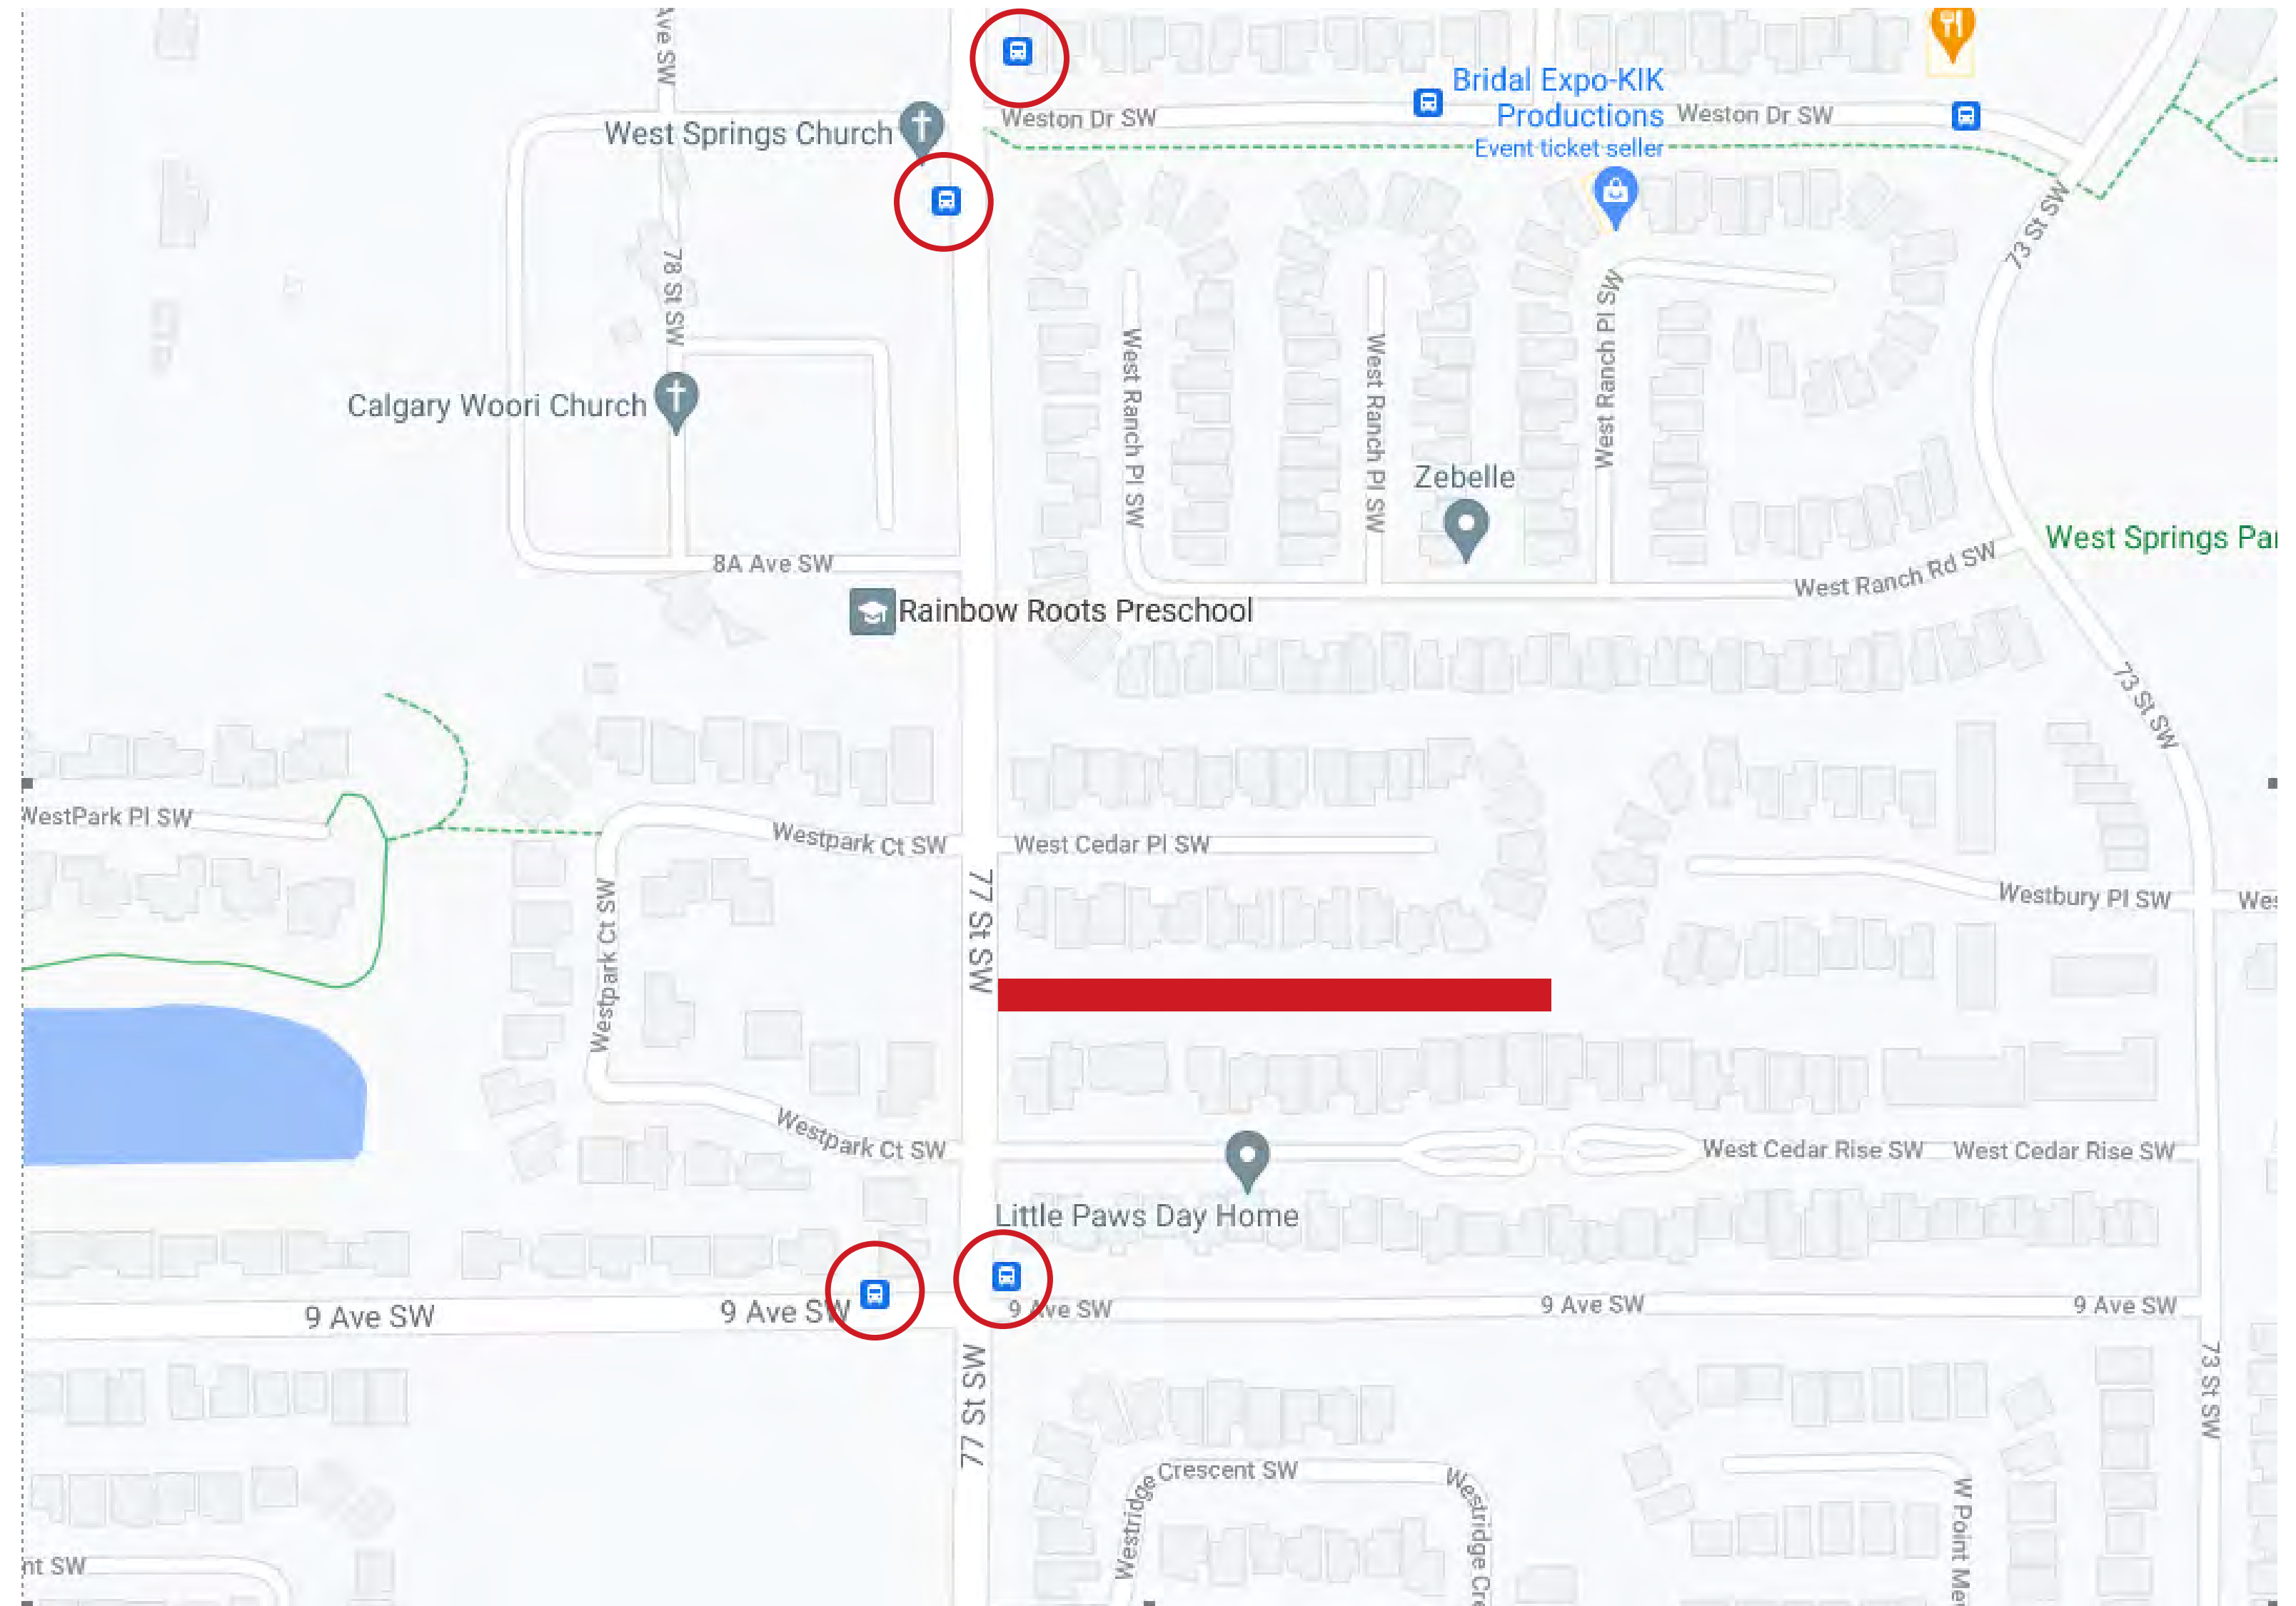 Ave SW
Bridal Expo-KIK
Productions
Event ticket seller
Weston Dr SW
Weston Dr SW
West Springs Church
73 St SW
78 St SW
West Ranch Pl SW
West Ranch Pl SW
West Ranch Pl SW
Calgary Woori Church
Zebelle
West Springs Par
8A Ave SW
West Ranch Rd SW
Rainbow Roots Preschool
73 St SW
WestPark Pl SW
Westpark Ct SW
West Cedar Pl SW
77 St SW
Westpark Ct SW
Westbury Pl SW
Wes
Westpark Ct SW
West Cedar Rise SW
West Cedar Rise SW
Little Paws Day Home
9 Ave SW
9 Ave SW
9 Ave SW
9 Ave SW
9 Ave SW
77 St SW
73 St SW
Westridge Crescent SW
Westridge Cre
W Point Me
nt SW